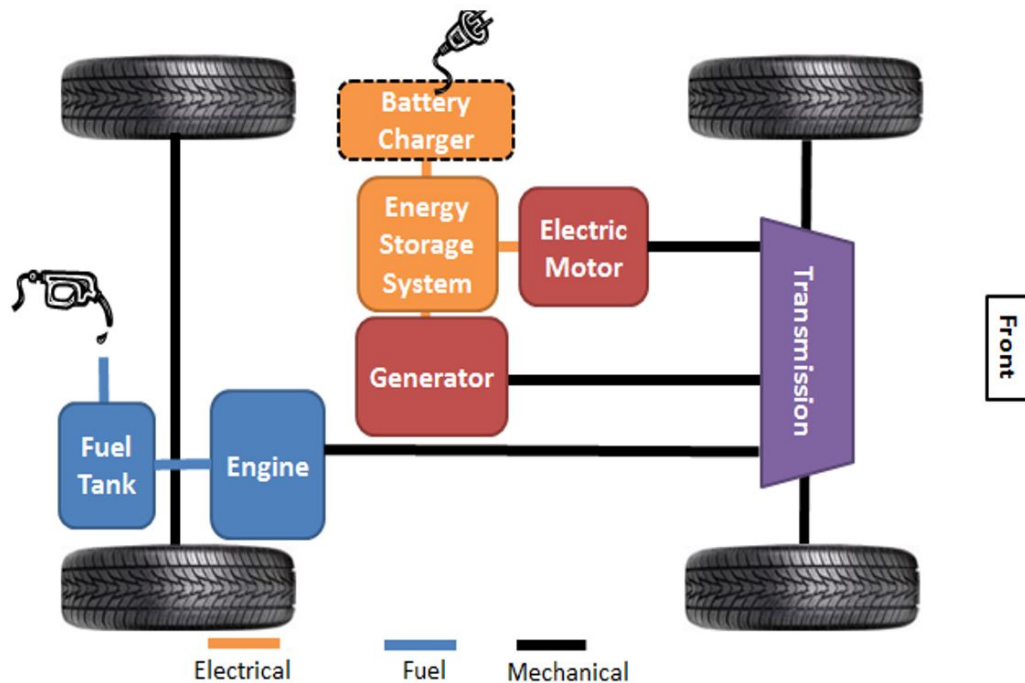 Battery
Charger
Energy
Storage
System
Electric
Motor
Transmission
Front
Generator
Fuel
Tank
Engine
Electrical
Fuel
Mechanical